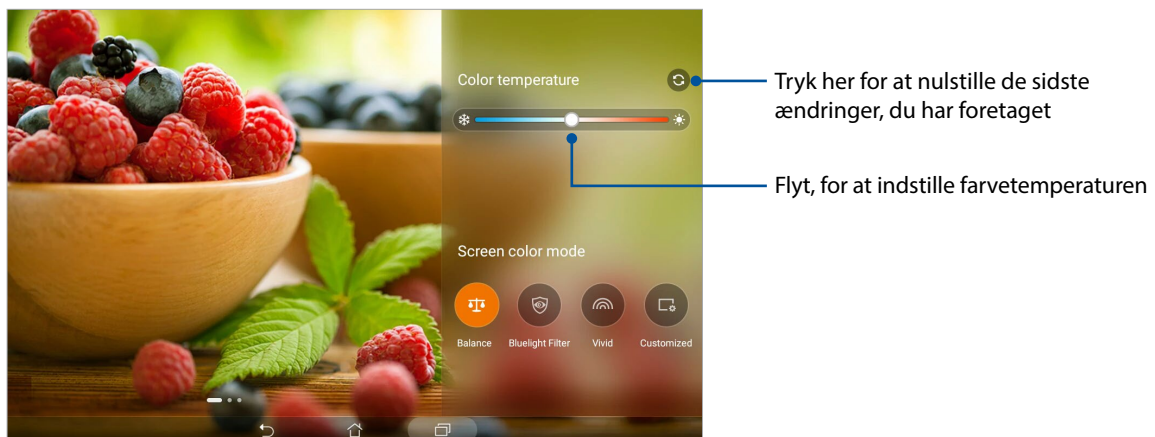 Color temperature
Tryk her for at nulstille de sidste
ændringer, du har foretaget
Flyt, for at indstille farvetemperaturen
Screen color mode
Balance Bluelight Filter Vivid Customized